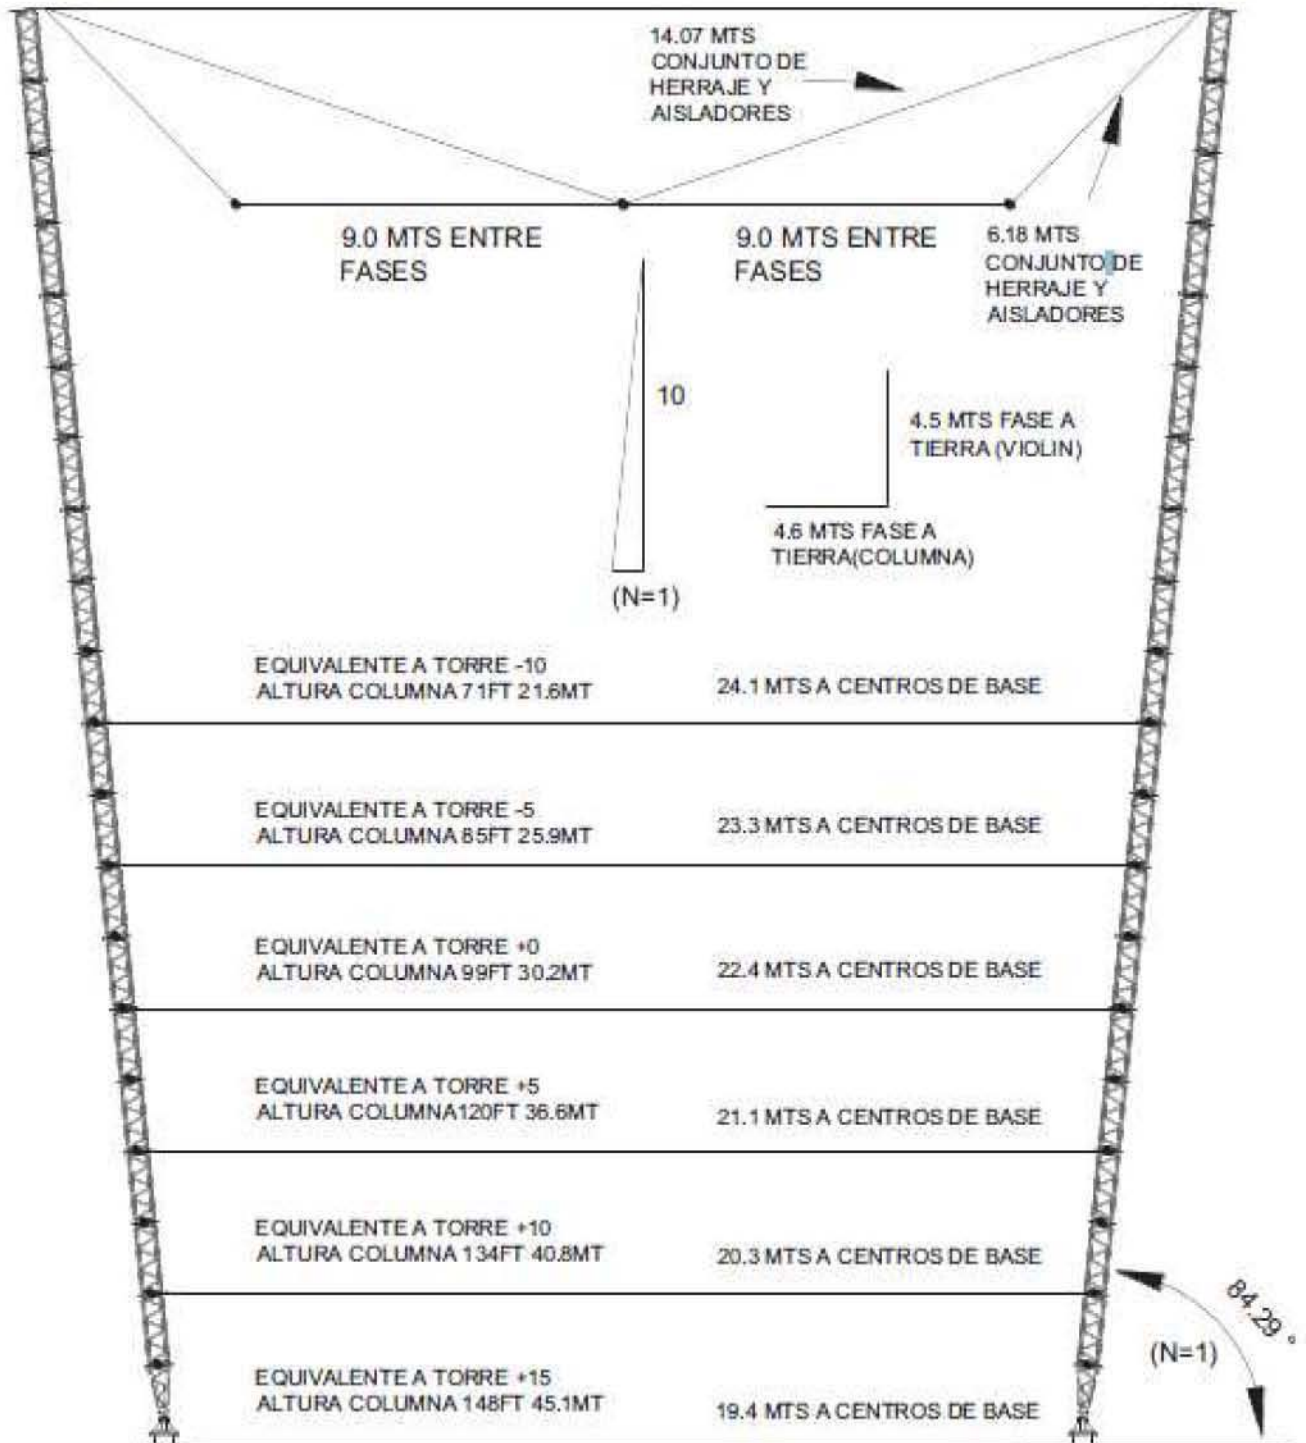 14.07 MTS
CONJUNTO DE
HERRAJE Y
AISLADORES
9.0 MTS ENTRE
FASES
9.0 MTS ENTRE
FASES
6.18 MTS
CONJUNTO DE
HERRAJE Y
AISLADORES
10
(N=1)
4.5 MTS FASE A
TIERRA (VIOLIN)
4.6 MTS FASE A
TIERRA(COLUMNA)
EQUIVALENTE A TORRE -10
ALTURA COLUMNA 71FT 21.6MT
24.1 MTS A CENTROS DE BASE
EQUIVALENTE A TORRE -5
ALTURA COLUMNA 85FT 25.9MT
23.3 MTS A CENTROS DE BASE
EQUIVALENTE A TORRE +0
ALTURA COLUMNA 99FT 30.2MT
22.4 MTS A CENTROS DE BASE
EQUIVALENTE A TORRE +5
ALTURA COLUMNA120FT 36.6MT
21.1 MTS A CENTROS DE BASE
EQUIVALENTE A TORRE +10
ALTURA COLUMNA 134FT 40.8MT
20.3 MTS A CENTROS DE BASE
84.29 °
(N=1)
EQUIVALENTE A TORRE +15
ALTURA COLUMNA 148FT 45.1MT
19.4 MTS A CENTROS DE BASE